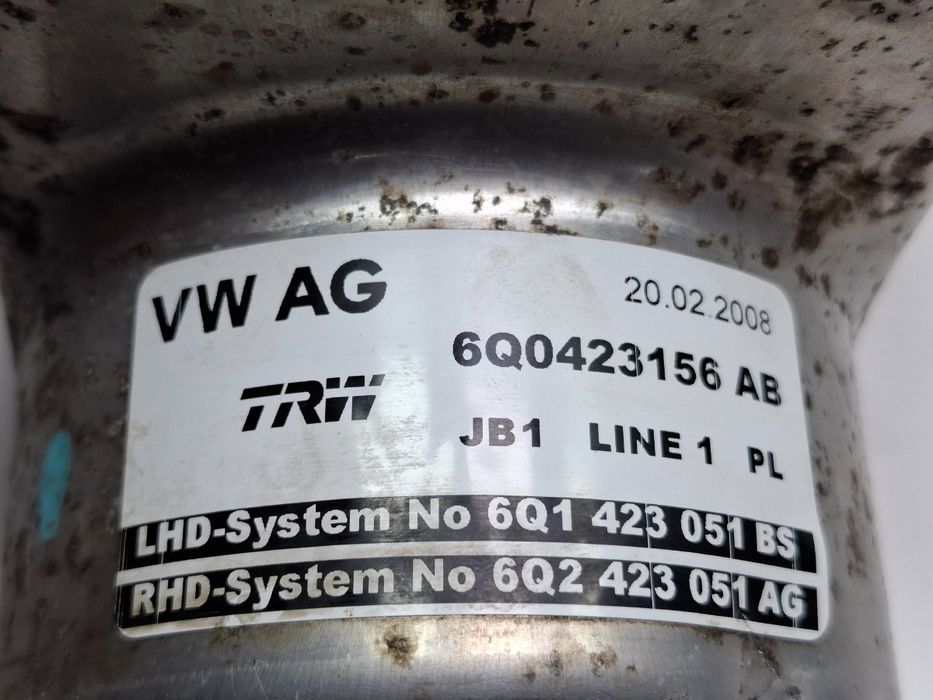 VW AG 20.02.2008
6Q0423156 AB
TRW
JB1 LINE 1 PL
LHD-System No 6Q1 423 051 BS
RHD-System No 6Q2 423 051 AG